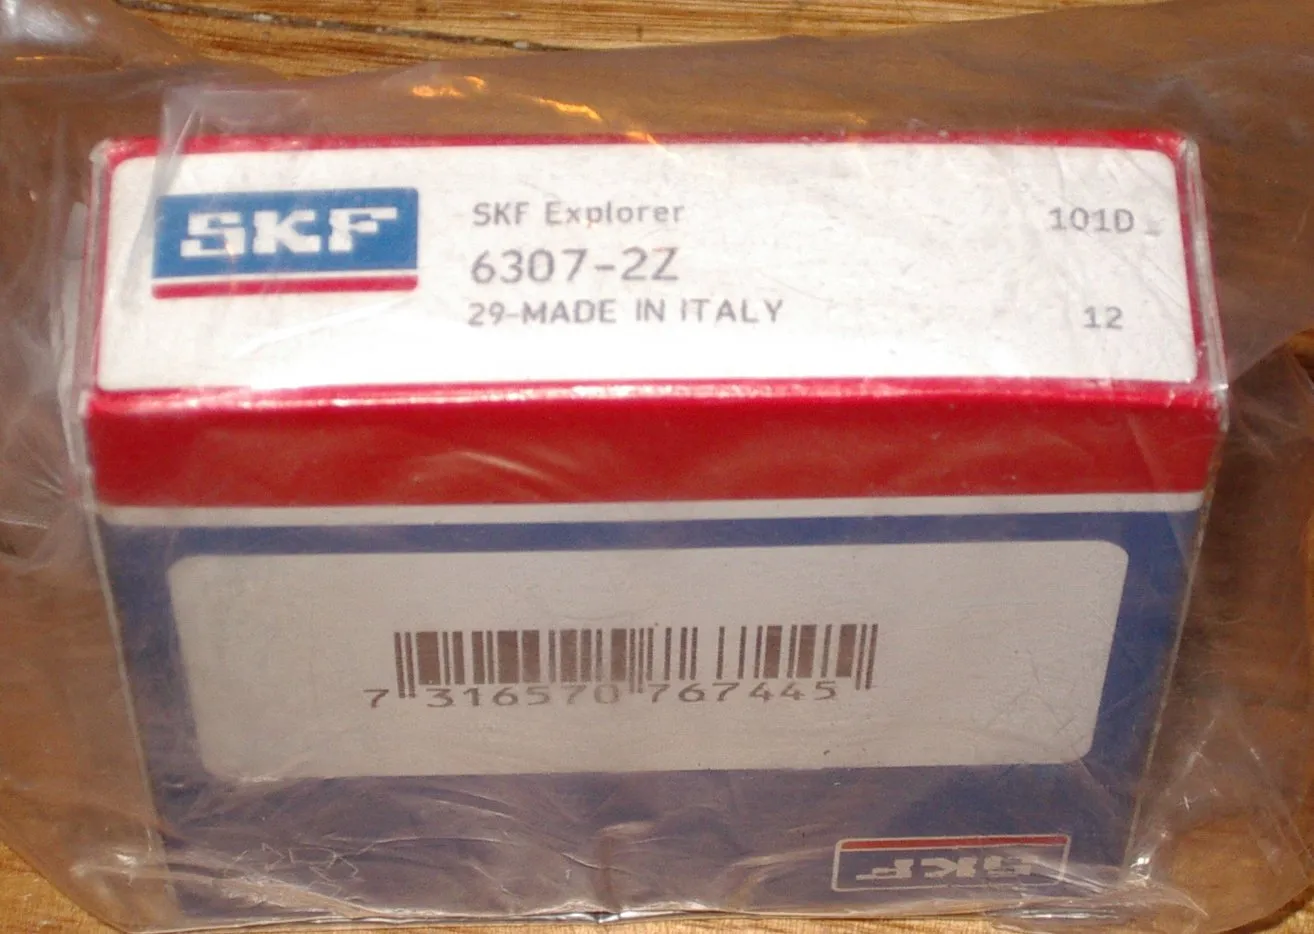 SKF
SKF Explorer
6307-2Z
29-MADE IN ITALY
101D
12
7 316570 767445
SKF